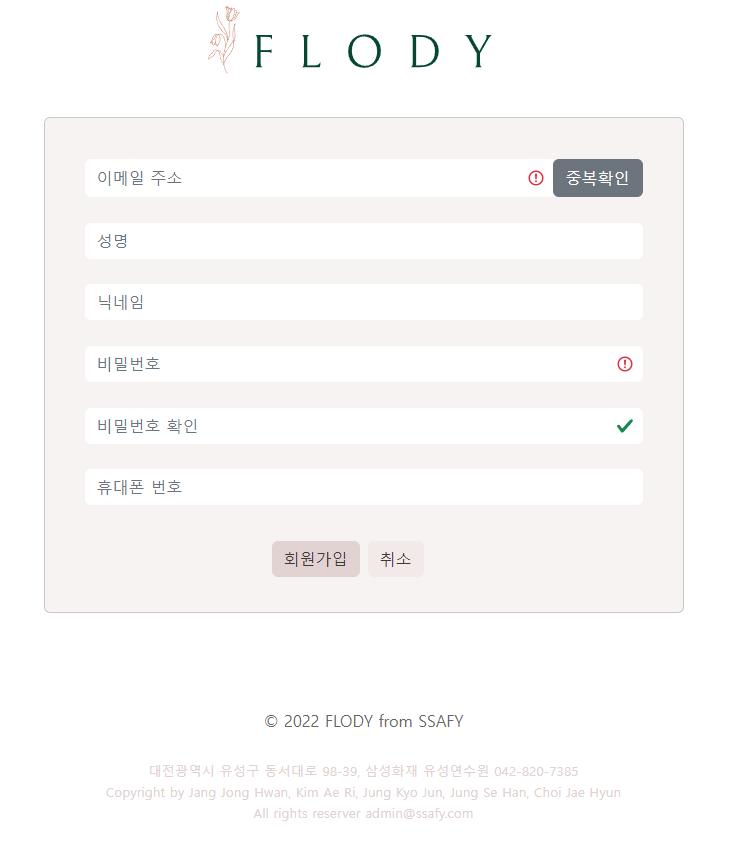 FLODY
이메일 주소
중복확인
성명
닉네임
비밀번호
비밀번호 확인
휴대폰 번호
회원가입 취소
© 2022 FLODY from SSAFY
대전광역시 유성구 동서대로 98-39, 삼성화재 유성연수원 042-820-7385
Copyright by Jang Jong Hwan, Kim Ae Ri, Jung Kyo Jun, Jung Se Han, Choi Jae Hyun
All rights reserver admin@ssafy.com